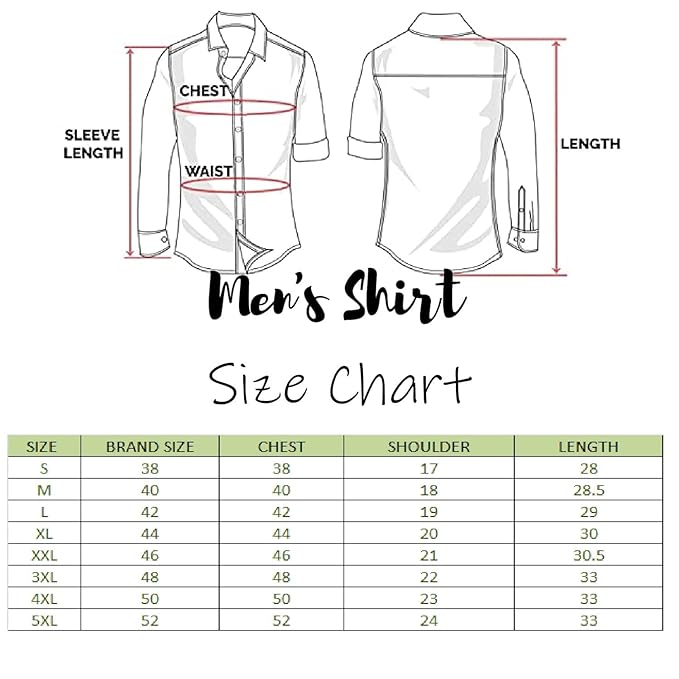 CHEST
SLEEVE
LENGTH
LENGTH
WAIST
Men's Shirt
Size Chart
SIZE BRAND SIZE CHEST SHOULDER LENGTH
S 38 38 17 28
M 40 40 18 28.5
L 42 42 19 29
XL 44 44 20 30
XXL 46 46 21 30.5
3XL 48 48 22 33
4XL 50 50 23 33
5XL 52 52 24 33